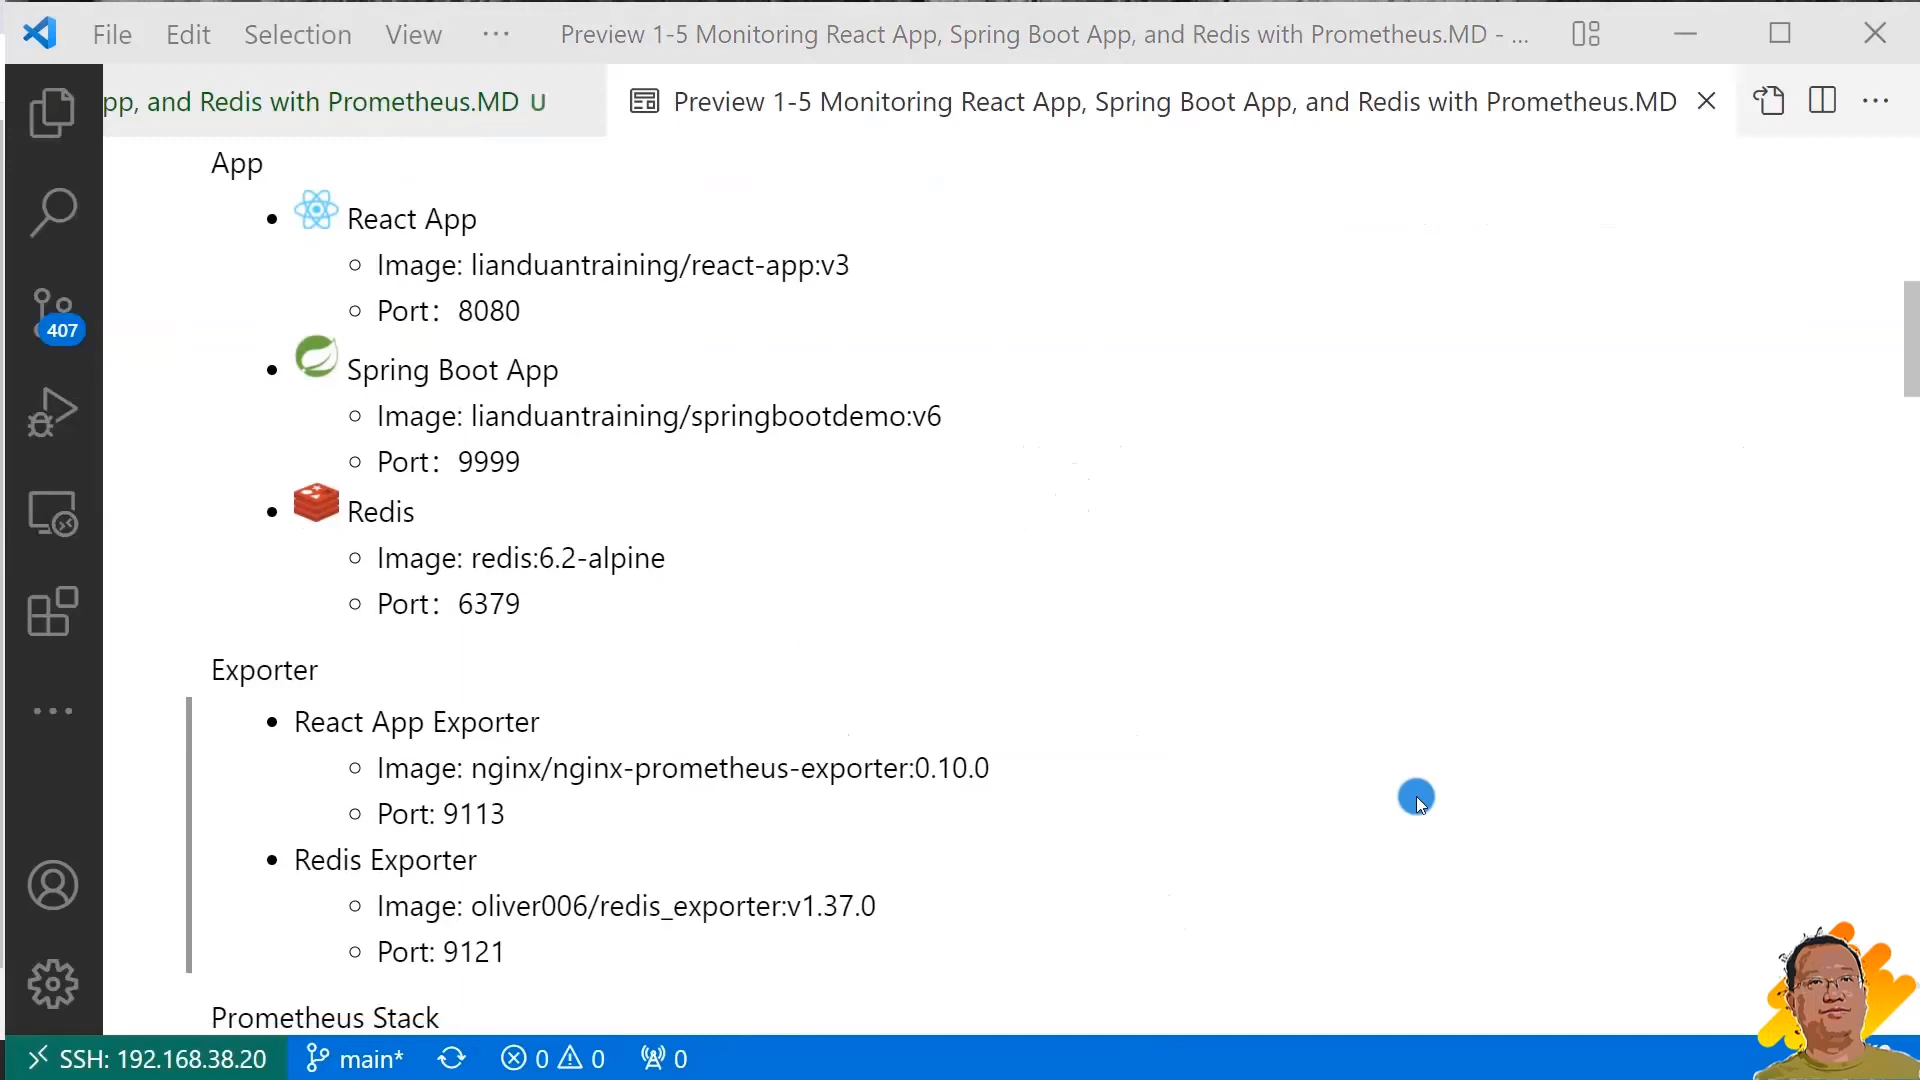 File Edit Selection View ··· Preview 1-5 Monitoring React App, Spring Boot App, and Redis with Prometheus.MD - ...
pp, and Redis with Prometheus.MD U
Preview 1-5 Monitoring React App, Spring Boot App, and Redis with Prometheus.MD
App
React App
Image: lianduantraining/react-app:v3
Port：8080
407
Spring Boot App
Image: lianduantraining/springbootdemo:v6
Port：9999
Redis
Image: redis:6.2-alpine
Port：6379
Exporter
React App Exporter
Image: nginx/nginx-prometheus-exporter:0.10.0
Port: 9113
Redis Exporter
Image: oliver006/redis_exporter:v1.37.0
Port: 9121
Prometheus Stack
SSH: 192.168.38.20 main* 0 0 0